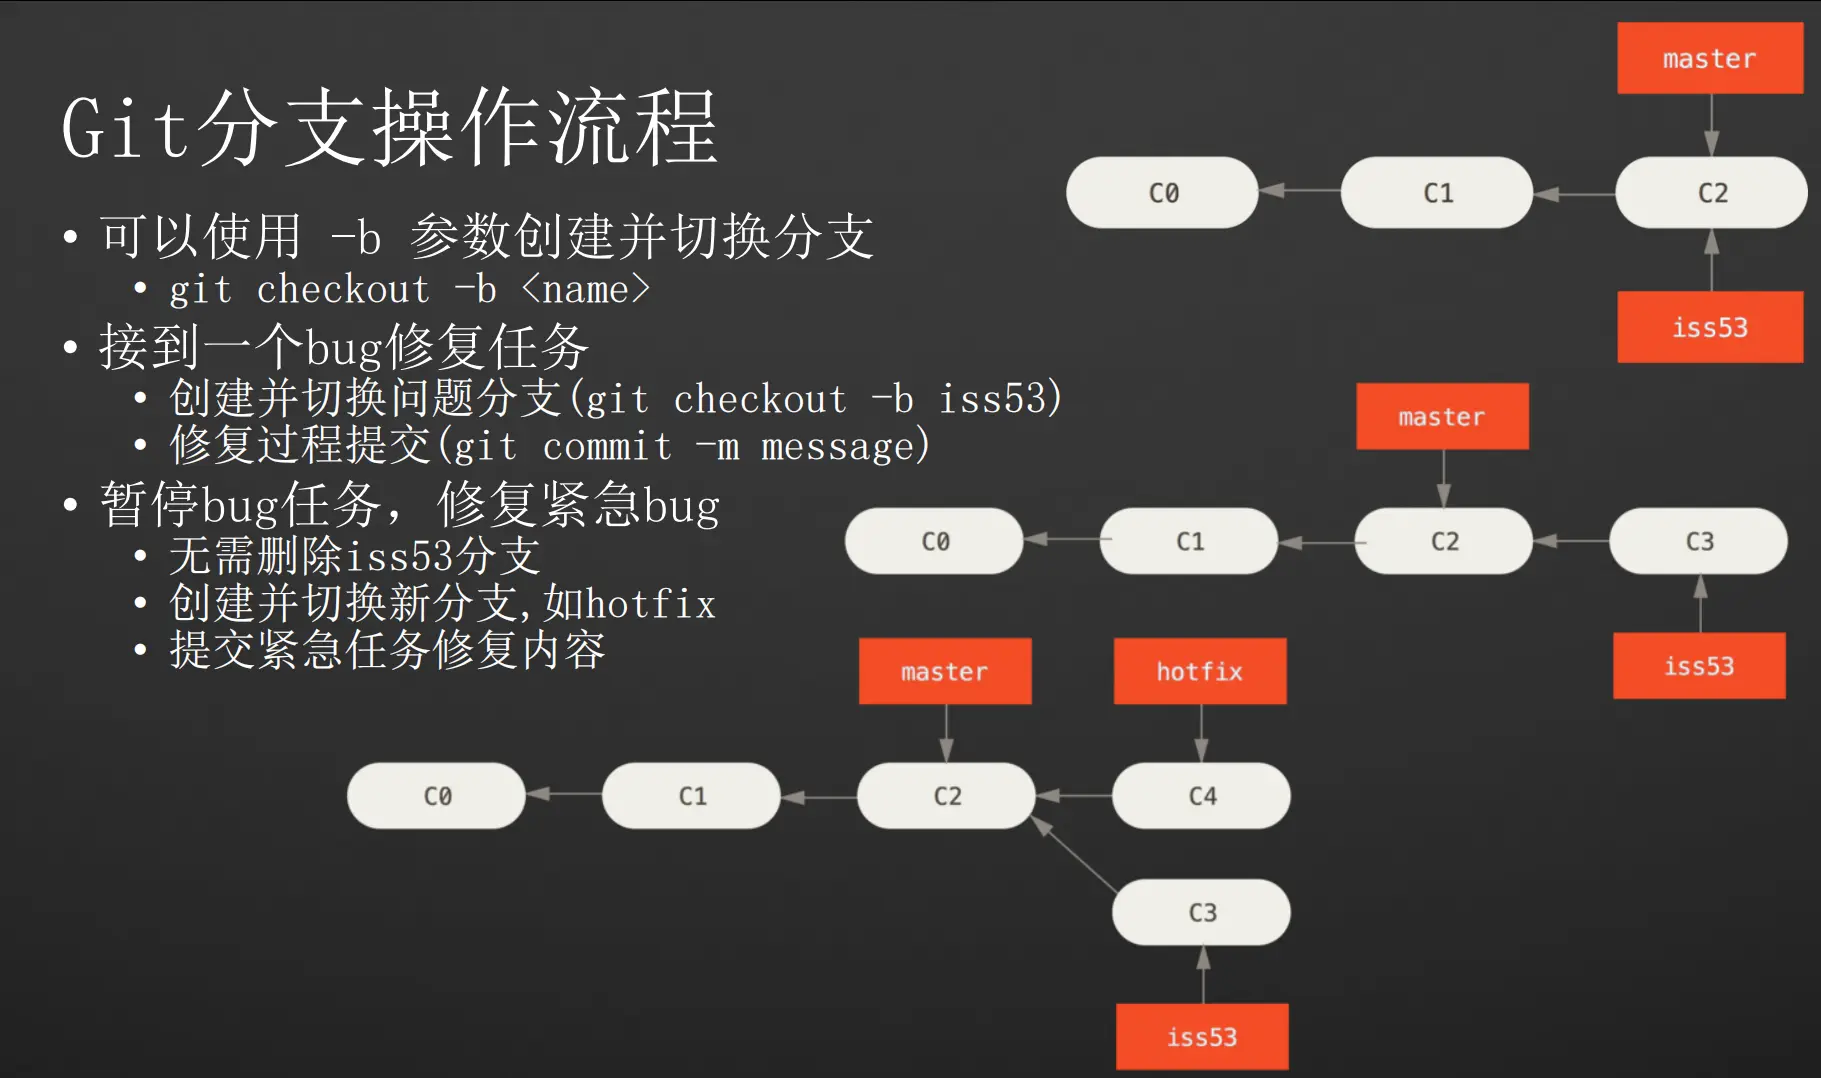 Git分支操作流程
• 可以使用 -b 参数创建并切换分支
• git checkout -b <name>
• 接到一个bug修复任务
• 创建并切换问题分支(git checkout -b iss53)
• 修复过程提交(git commit -m message)
• 暂停bug任务，修复紧急bug
• 无需删除iss53分支
• 创建并切换新分支,如hotfix
• 提交紧急任务修复内容
master
C0 C1 C2
iss53
master
C0 C1 C2 C3
iss53
master hotfix
C0 C1 C2 C4
C3
iss53